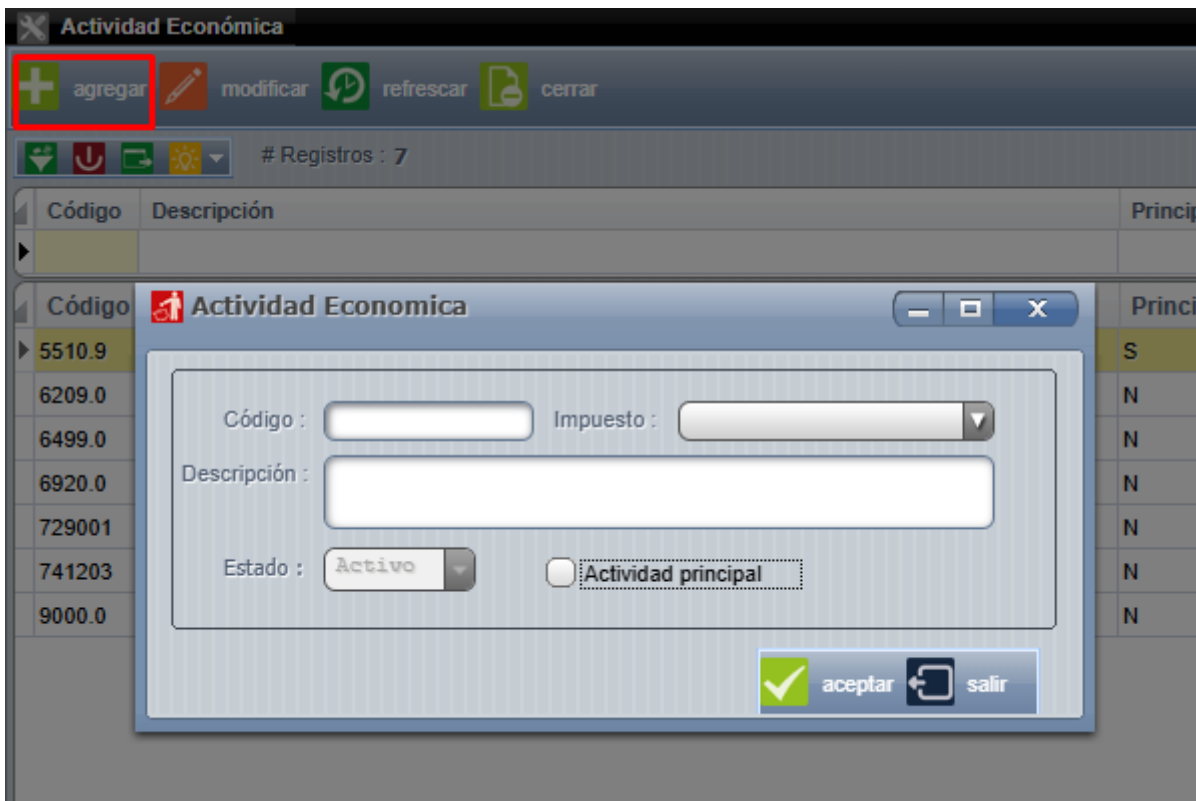 Actividad Económica
agregar modificar refrescar cerrar
# Registros : 7
Código Descripción Princip
Código Princi
Actividad Economica
5510.9 S
6209.0 N
6499.0 N
6920.0 N
729001 N
741203 N
9000.0 N
Código : Impuesto :
Descripción :
Estado : Activo Actividad principal
aceptar salir